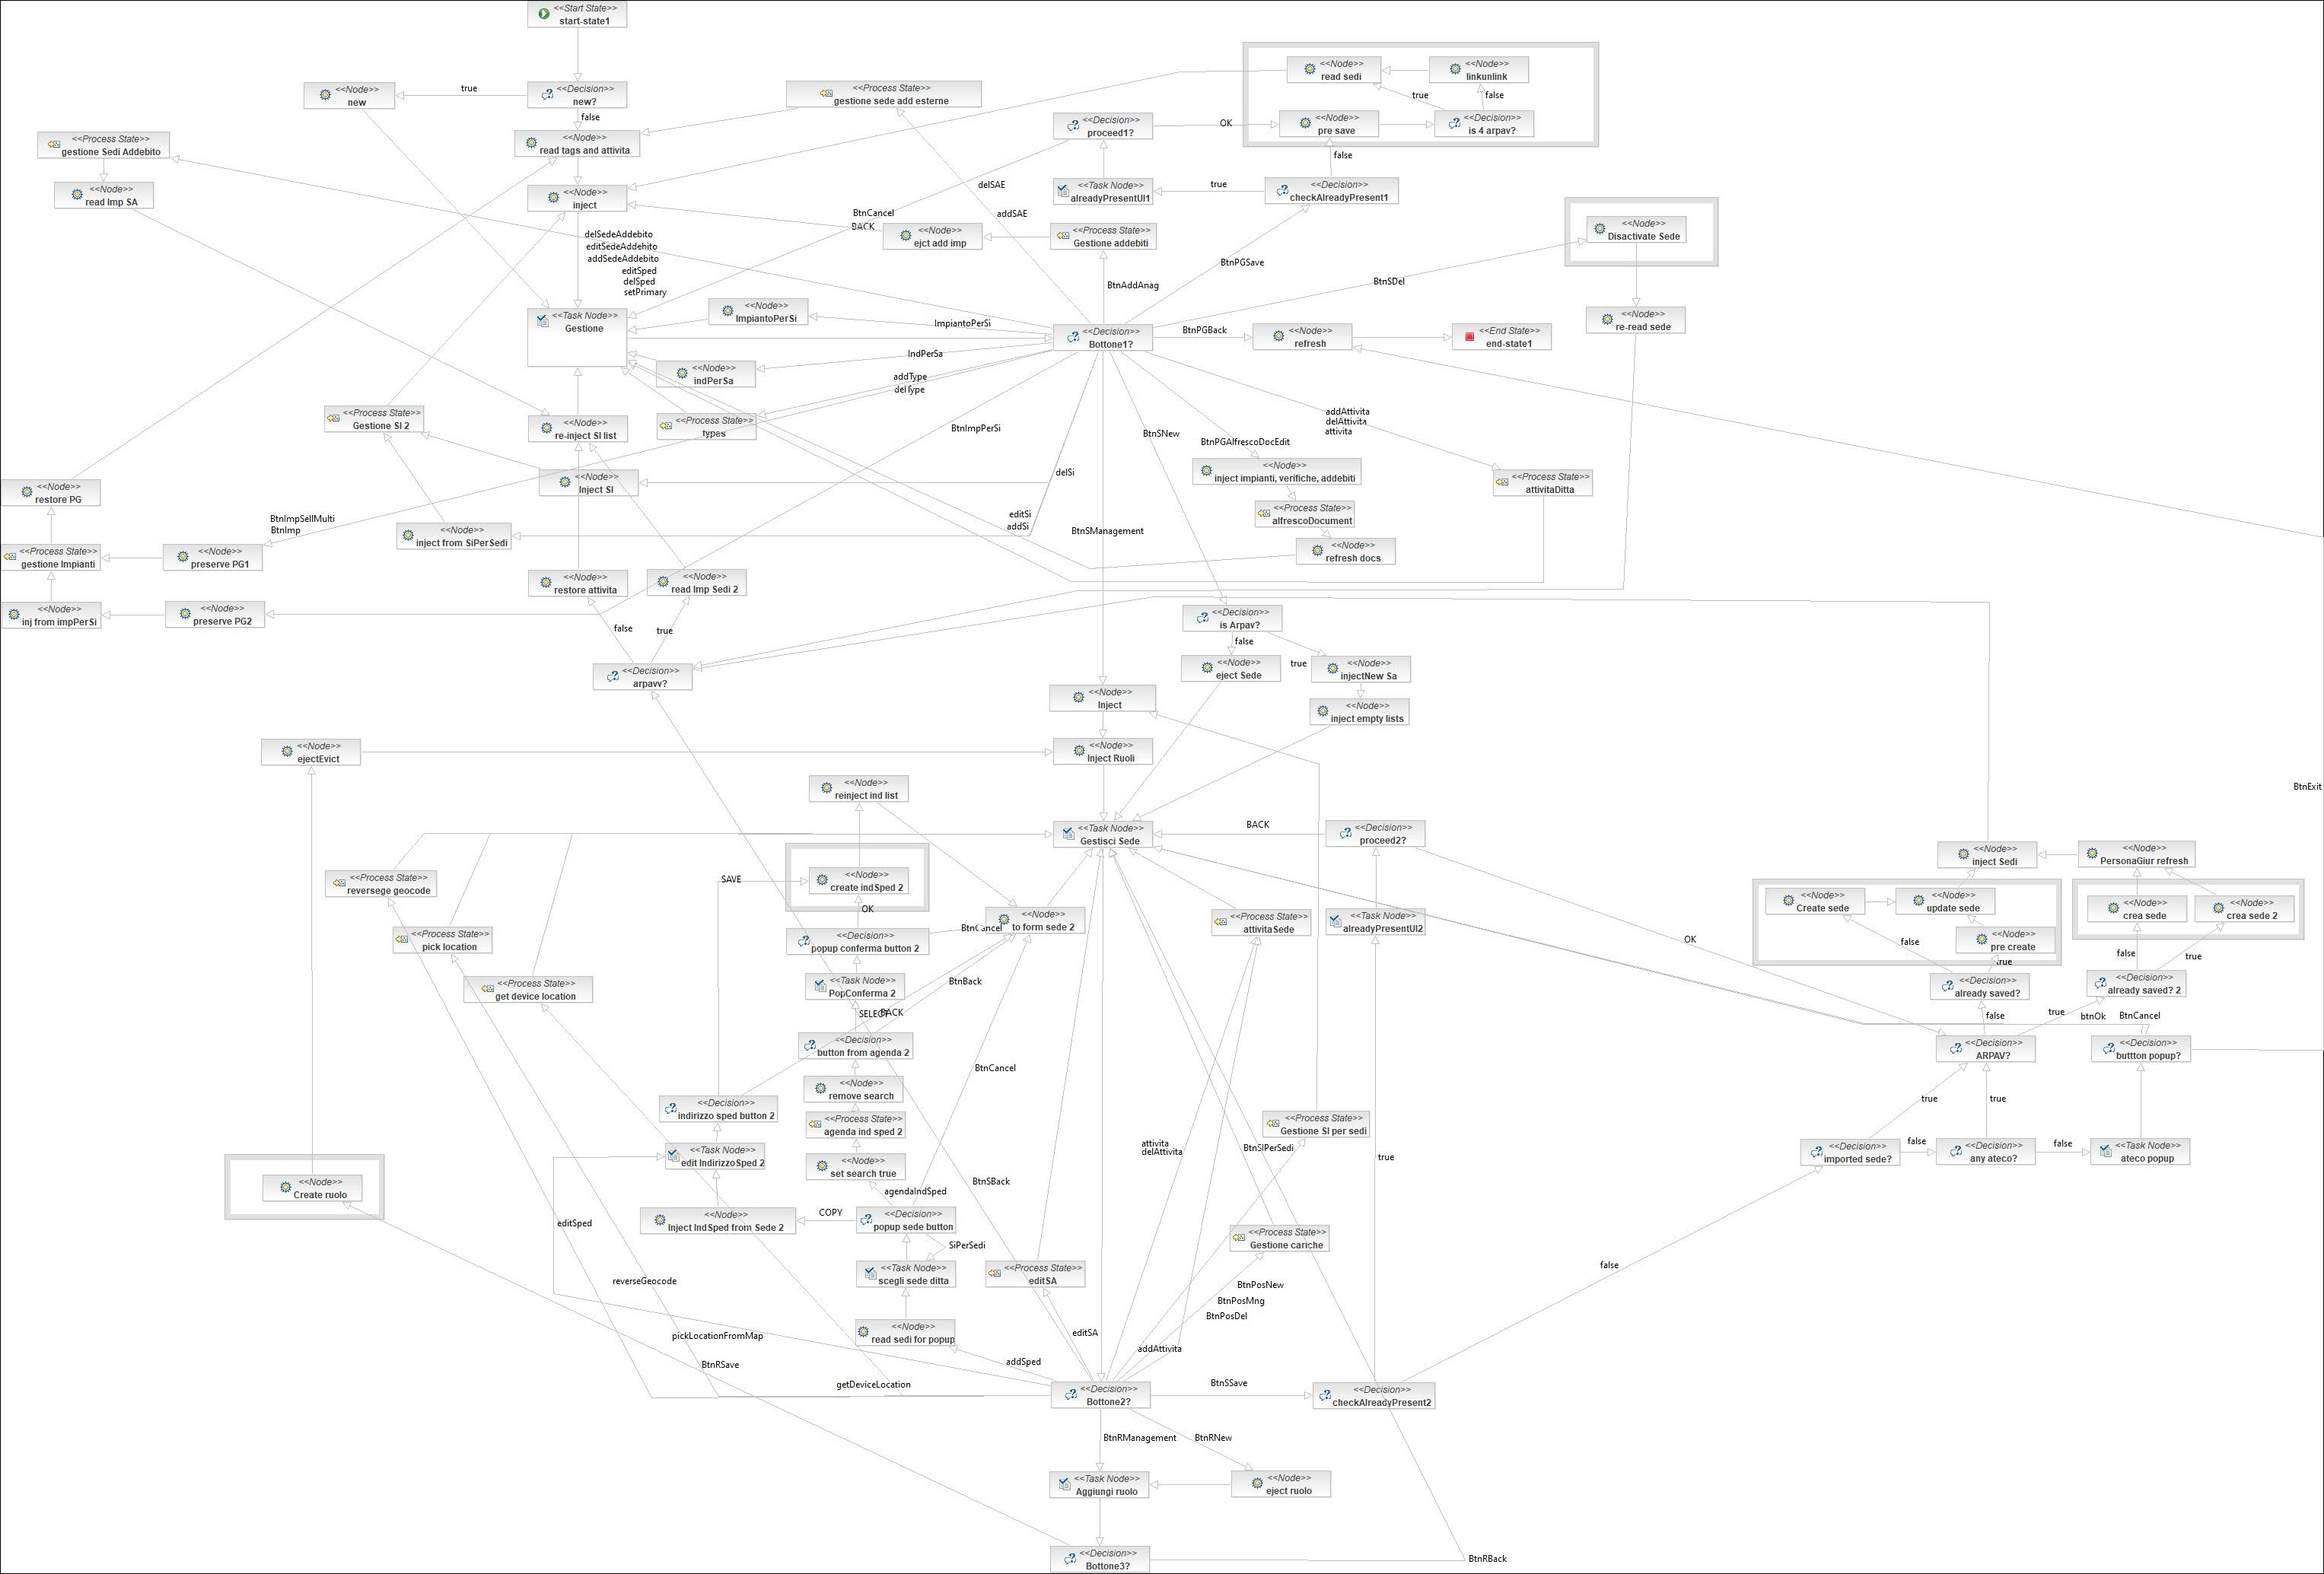 <<Start State>>
start-state1
<<Node>>
new
true
<<Decision>>
new?
false
<<Process State>>
gestione sede add esterne
<<Node>>
read sedi
<<Node>>
linkunlink
true
false
<<Decision>>
proceed1?
OK
<<Node>>
pre save
<<Decision>>
is 4 arpav?
<<Process State>>
gestione Sedi Addebito
<<Node>>
read tags and attivita
false
<<Node>>
read Imp SA
<<Node>>
inject
delSAE
<<Task Node>>
alreadyPresentUI1
true
<<Decision>>
checkAlreadyPresent1
addSAE
BtnCancel
BACK
<<Node>>
ejct add imp
<<Process State>>
Gestione addebiti
<<Node>>
Disactivate Sede
delSedeAddebito
editSedeAddehito
addSedeAddebito
editSped
delSped
setPrimary
BtnPGSave
BtnSDel
BtnAddAnag
<<Task Node>>
Gestione
<<Node>>
ImpiantoPerSi
ImpiantoPerSi
<<Decision>>
Bottone1?
BtnPGBack
<<Node>>
refresh
<<End State>>
end-state1
<<Node>>
re-read sede
IndPerSa
<<Node>>
indPerSa
addType
delType
<<Process State>>
Gestione SI 2
<<Node>>
re-inject SI list
<<Process State>>
types
BtnImpPerSi
BtnSNew
addAttivita
delAttivita
attivita
BtnPGAlfrescoDocEdit
<<Node>>
restore PG
<<Node>>
Inject SI
delSi
<<Node>>
inject impianti, verifiche, addebiti
<<Process State>>
attivitaDitta
BtnImpSellMulti
BtnImp
<<Node>>
inject from SiPerSedi
editSi
addSi
BtnSManagement
<<Process State>>
alfrescoDocument
<<Node>>
refresh docs
<<Process State>>
gestione Impianti
<<Node>>
preserve PG1
<<Node>>
restore attivita
<<Node>>
read Imp Sedi 2
<<Node>>
inj from impPerSi
<<Node>>
preserve PG2
false
true
<<Decision>>
is Arpav?
false
true
<<Decision>>
arpavv?
<<Node>>
eject Sede
<<Node>>
injectNew Sa
<<Node>>
Inject
<<Node>>
inject empty lists
<<Node>>
ejectEvict
<<Node>>
Inject Ruoli
<<Node>>
reinject ind list
BtnExit
<<Task Node>>
Gestisci Sede
BACK
<<Decision>>
proceed2?
<<Node>>
inject Sedi
<<Node>>
PersonaGiur refresh
<<Process State>>
reversege geocode
SAVE
<<Node>>
create indSped 2
OK
<<Node>>
Create sede
<<Node>>
update sede
<<Node>>
crea sede
<<Node>>
crea sede 2
<<Process State>>
pick location
<<Decision>>
popup conferma button 2
BtnCancel
<<Node>>
to form sede 2
<<Process State>>
attivitaSede
<<Task Node>>
alreadyPresentUI2
OK
false
<<Node>>
pre create
true
false
true
<<Process State>>
get device location
<<Task Node>>
PopConferma 2
BtnBack
<<Decision>>
already saved?
<<Decision>>
already saved? 2
SELECT
BACK
false
true
btnOk
BtnCancel
<<Decision>>
button from agenda 2
<<Decision>>
ARPAV?
<<Decision>>
buttton popup?
<<Node>>
remove search
BtnCancel
<<Decision>>
indirizzo sped button 2
<<Process State>>
agenda ind sped 2
<<Process State>>
Gestione SI per sedi
true
true
<<Task Node>>
edit IndirizzoSped 2
<<Node>>
set search true
attivita
delAttivita
BtnSIPerSedi
true
<<Decision>>
imported sede?
false
<<Decision>>
any ateco?
false
<<Task Node>>
ateco popup
<<Node>>
Create ruolo
agendaIndSped
BtnSBack
editSped
<<Node>>
Inject IndSped from Sede 2
COPY
<<Decision>>
popup sede button
<<Process State>>
Gestione cariche
SiPerSedi
false
reverseGeocode
<<Task Node>>
scegli sede ditta
<<Process State>>
editSA
BtnPosNew
BtnPosMng
BtnPosDel
pickLocationFromMap
<<Node>>
read sedi for popup
editSA
addAttivita
BtnRSave
addSped
getDeviceLocation
<<Decision>>
Bottone2?
BtnSSave
<<Decision>>
checkAlreadyPresent2
BtnRManagement
BtnRNew
<<Task Node>>
Aggiungi ruolo
<<Node>>
eject ruolo
<<Decision>>
Bottone3?
BtnRBack